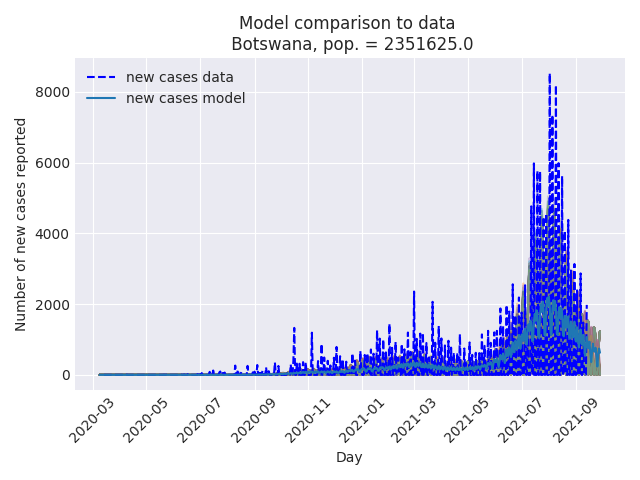 Model comparison to data
Botswana, pop. = 2351625.0
new cases data
new cases model
Number of new cases reported
8000
6000
4000
2000
0
2020-03
2020-05
2020-07
2020-09
2020-11
2021-01
2021-03
2021-05
2021-07
2021-09
Day